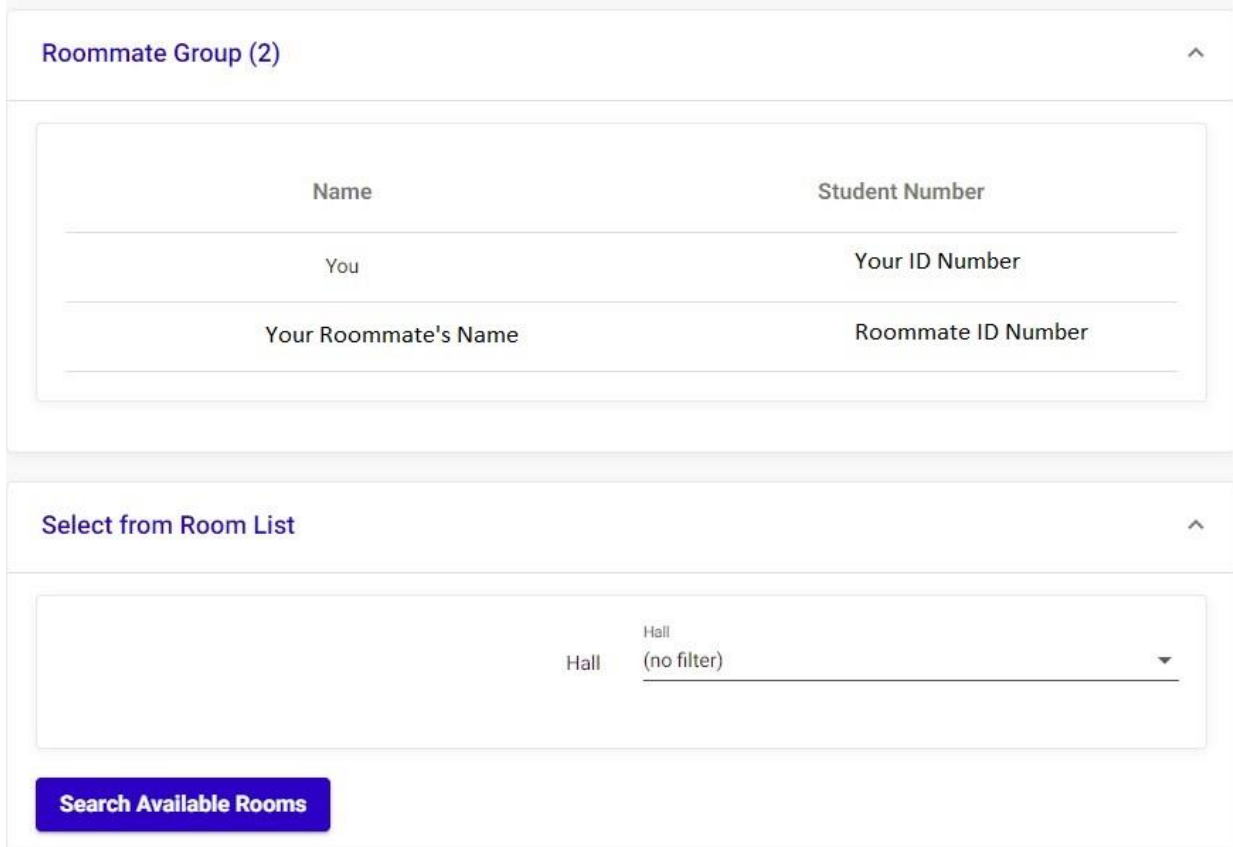 Roommate Group (2)
Name Student Number
You Your ID Number
Your Roommate's Name Roommate ID Number
Select from Room List
Hall
Hall (no filter)
Search Available Rooms